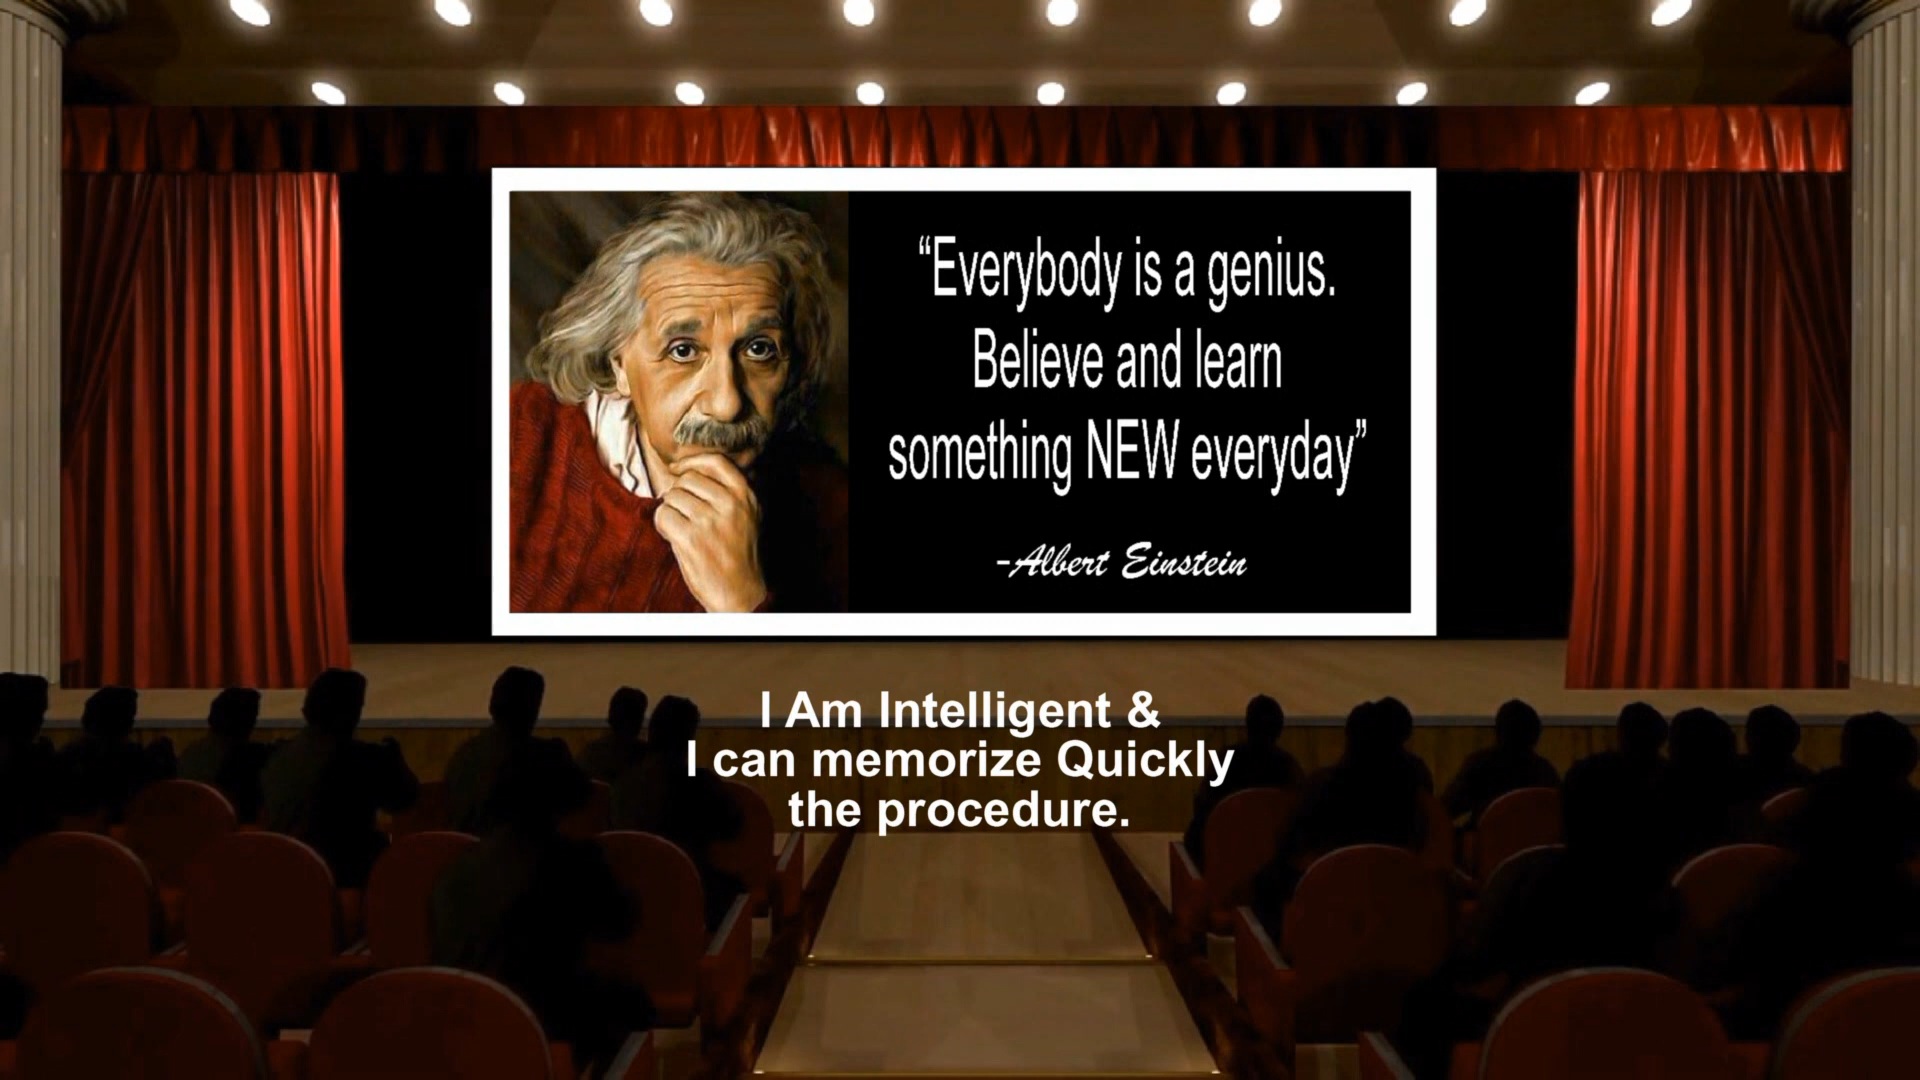 “Everybody is a genius.
Believe and learn
something NEW everyday”
-Albert Einstein
I Am Intelligent &
I can memorize Quickly
the procedure.